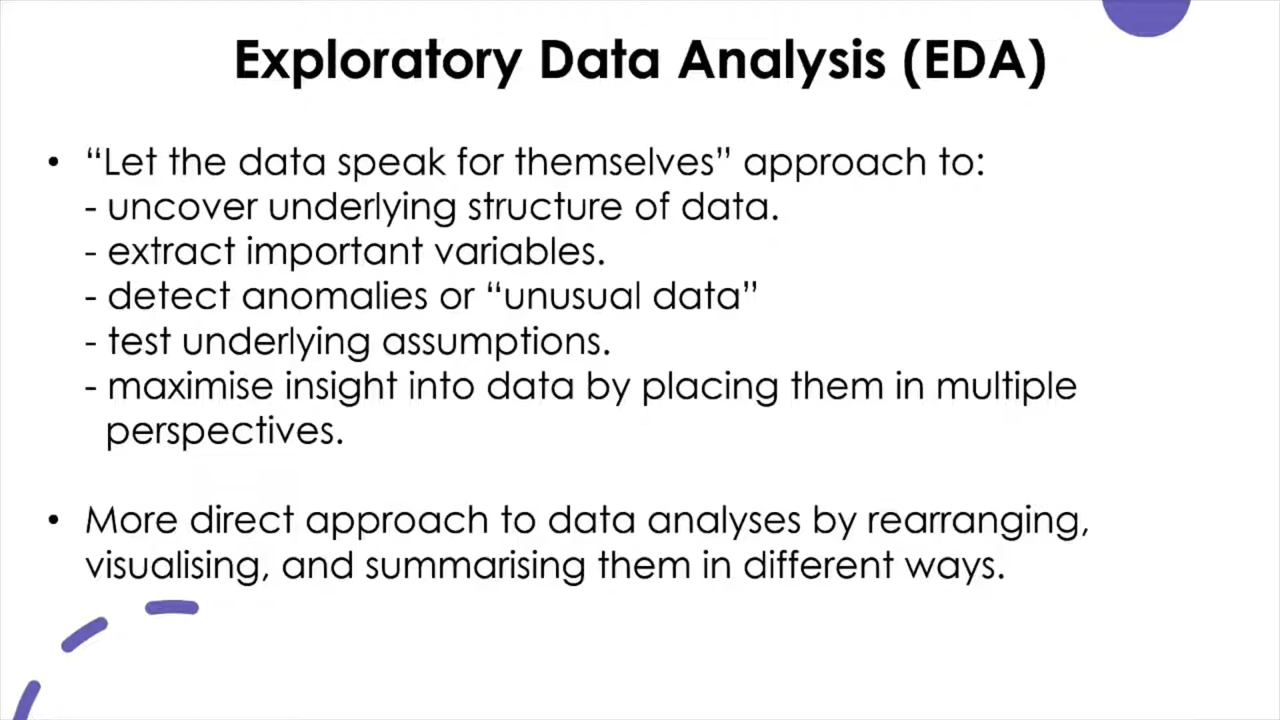 Exploratory Data Analysis (EDA)
• “Let the data speak for themselves” approach to:
- uncover underlying structure of data.
- extract important variables.
- detect anomalies or “unusual data”
- test underlying assumptions.
- maximise insight into data by placing them in multiple
perspectives.
• More direct approach to data analyses by rearranging,
visualising, and summarising them in different ways.